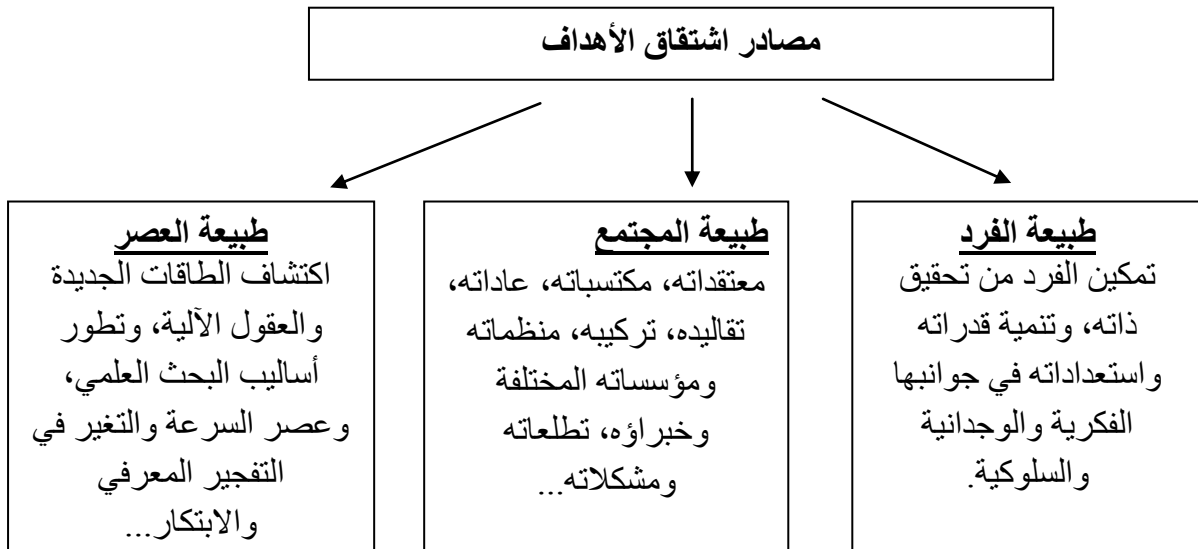 مصادر اشتقاق الأهداف
طبيعة الفرد
تمكين الفرد من تحقيق
ذاته، وتنمية قدراته
واستعداداته في جوانبها
الفكرية والوجدانية
والسلوكية.
طبيعة المجتمع
معتقداته، مكتسباته، عاداته،
تقاليده، تركيبه، منظماته
ومؤسساته المختلفة
وخبراؤه، تطلعاته
ومشكلاته...
طبيعة العصر
اكتشاف الطاقات الجديدة
والعقول الآلية، وتطور
أساليب البحث العلمي،
وعصر السرعة والتغير في
التفجير المعرفي
والابتكار...